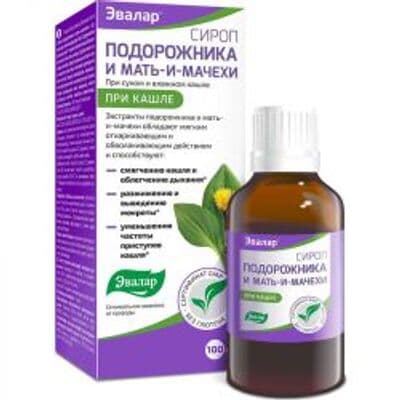 Эвалар
СИРОП
ПОДОРОЖНИКА
И МАТЬ-И-МАЧЕХИ
При сухом и влажном кашле
ПРИ КАШЛЕ
Экстракты подорожника и мать-
и-мачехи обладают мягким
отхаркивающим и
обволакивающим действием
и способствуют:
смягчению кашля и
облегчению дыхания
разжижению и
выведению
мокроты
уменьшению
частоты
приступов
кашля
Эвалар
100
Эвалар
СИРОП
ПОДОРОЖНИКА
И МАТЬ-И-МАЧЕХИ
ПРИ КАШЛЕ
Эвалар